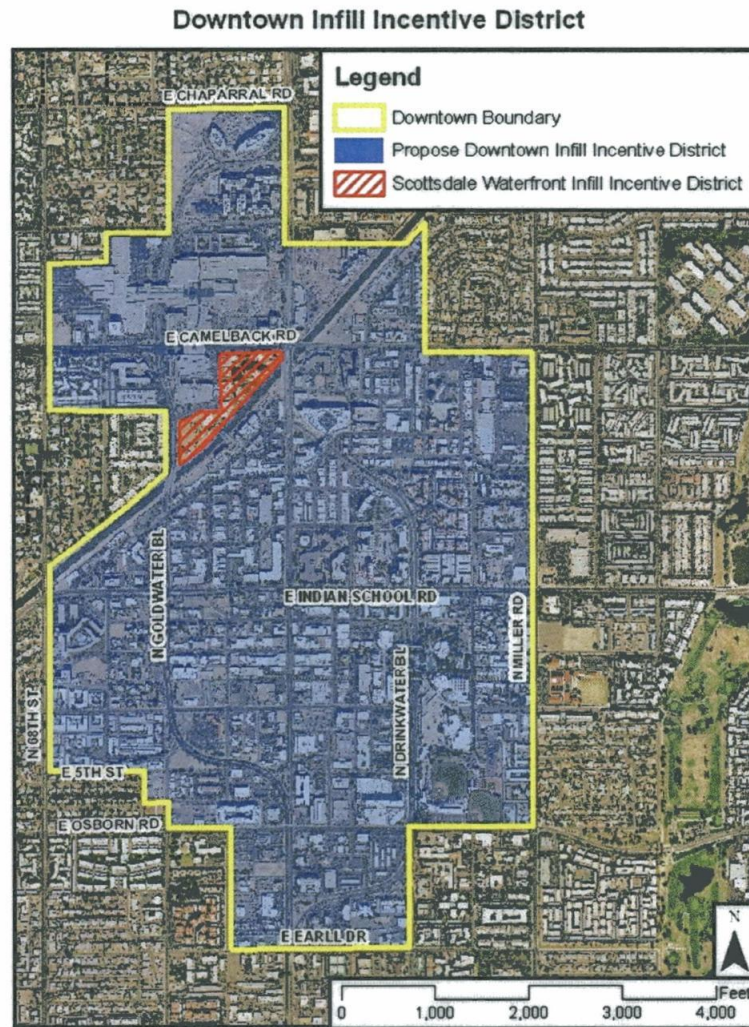 Downtown Infill Incentive District
Legend
Downtown Boundary
Propose Downtown Infill Incentive District
Scottsdale Waterfront Infill Incentive District
E CHAPARRAL RD
E CAMELBACK RD
N GOLDWATER BL
E INDIAN SCHOOL RD
N MILLER RD
N DRINKWATER BL
N 68TH ST
E 5TH ST
E OSBORN RD
E EARLL DR
N
Feet
0 1,000 2,000 3,000 4,000